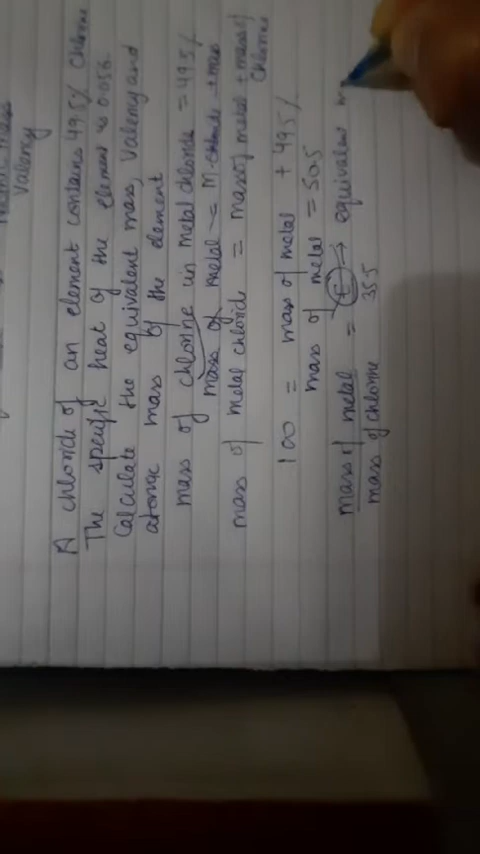 Valency
A chloride of an element contains 49.5% chlorine
The specific heat of the element is 0.056.
Calculate the equivalent mass, Valency and
atomic mass of the element
mass of chlorine in metal chloride = 49.5%
mass of metal = M.chloride - mass
mass of metal chloride = mass of metal + mass of
chlorine
100 = mass of metal + 49.5%
mass of metal = 50.5
mass of metal = E → equivalent
mass of chlorine 35.5